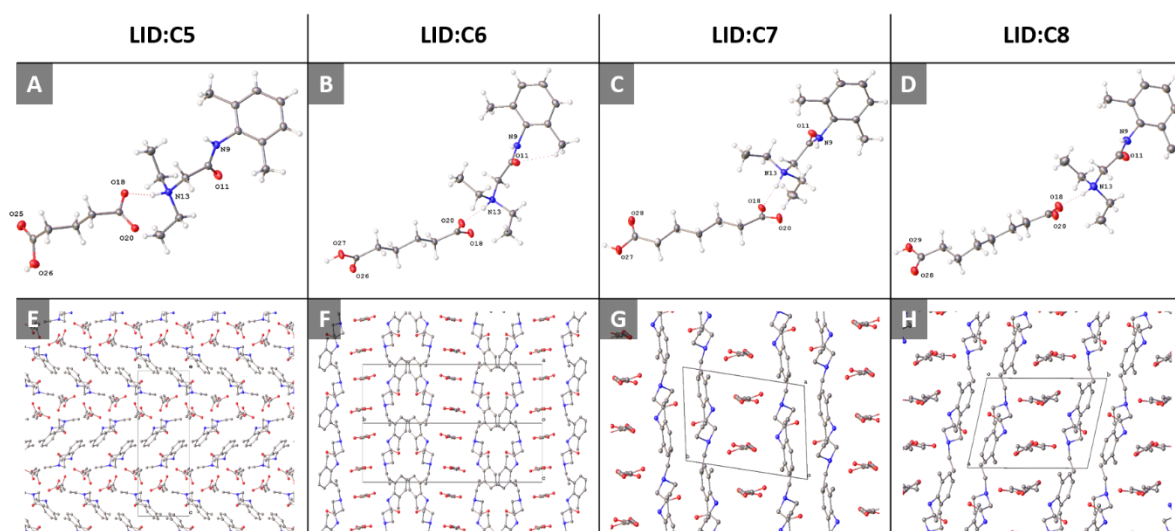 LID:C5
LID:C6
LID:C7
LID:C8
A
N9
O11
O18
N13
O25
O20
O26
B
N9
O11
N13
O20
O18
O27
O26
C
O11
N9
N13
O18
O28
O20
O27
D
N9
O11
N13
O18
O20
O29
O28
E
F
G
H